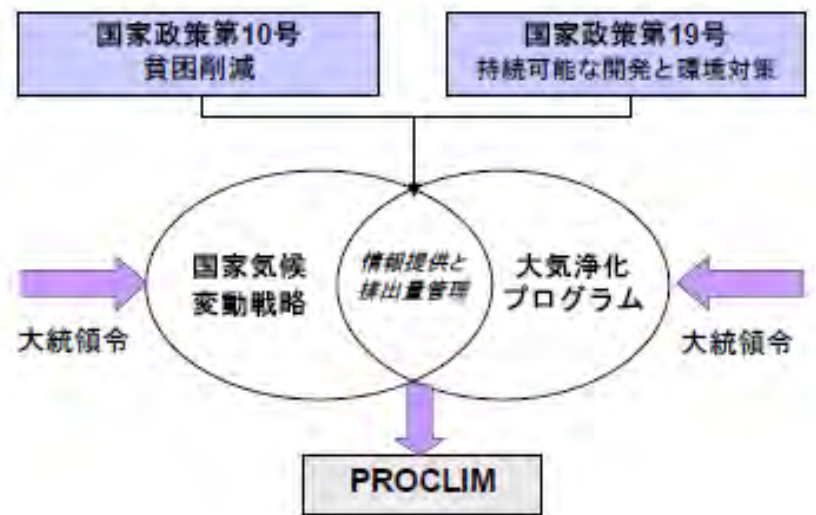 国家政策第10号
貧困削減
国家政策第19号
持続可能な開発と環境対策
国家気候
変動戦略
情報提供と
排出量管理
大気浄化
プログラム
大統領令
大統領令
PROCLIM